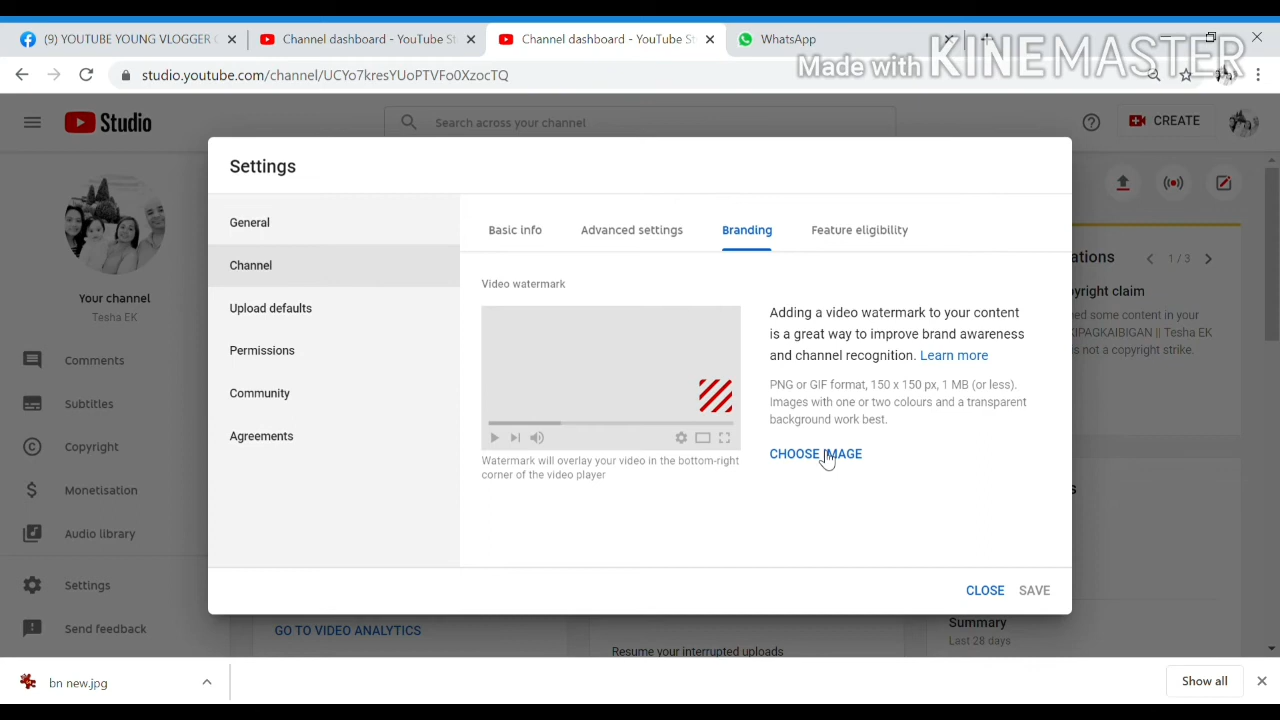 (9) YOUTUBE YOUNG VLOGGER
Channel dashboard - YouTube St
Channel dashboard - YouTube St
WhatsApp
studio.youtube.com/channel/UCYo7kresYUoPTVFo0XzocTQ
Made with KINEMASTER
Studio
Search across your channel
CREATE
Settings
General
Channel
Upload defaults
Permissions
Community
Agreements
Basic info
Advanced settings
Branding
Feature eligibility
Video watermark
Watermark will overlay your video in the bottom-right
corner of the video player
Adding a video watermark to your content
is a great way to improve brand awareness
and channel recognition. Learn more
PNG or GIF format, 150 x 150 px, 1 MB (or less).
Images with one or two colours and a transparent
background work best.
CHOOSE IMAGE
CLOSE
SAVE
Your channel
Tesha EK
Comments
Subtitles
Copyright
Monetisation
Audio library
Settings
Send feedback
ations
1 / 3
yright claim
ned some content in your
KIPAGKAIBIGAN || Tesha EK
is not a copyright strike.
GO TO VIDEO ANALYTICS
Resume your interrupted uploads
Summary
Last 28 days
bn new.jpg
Show all